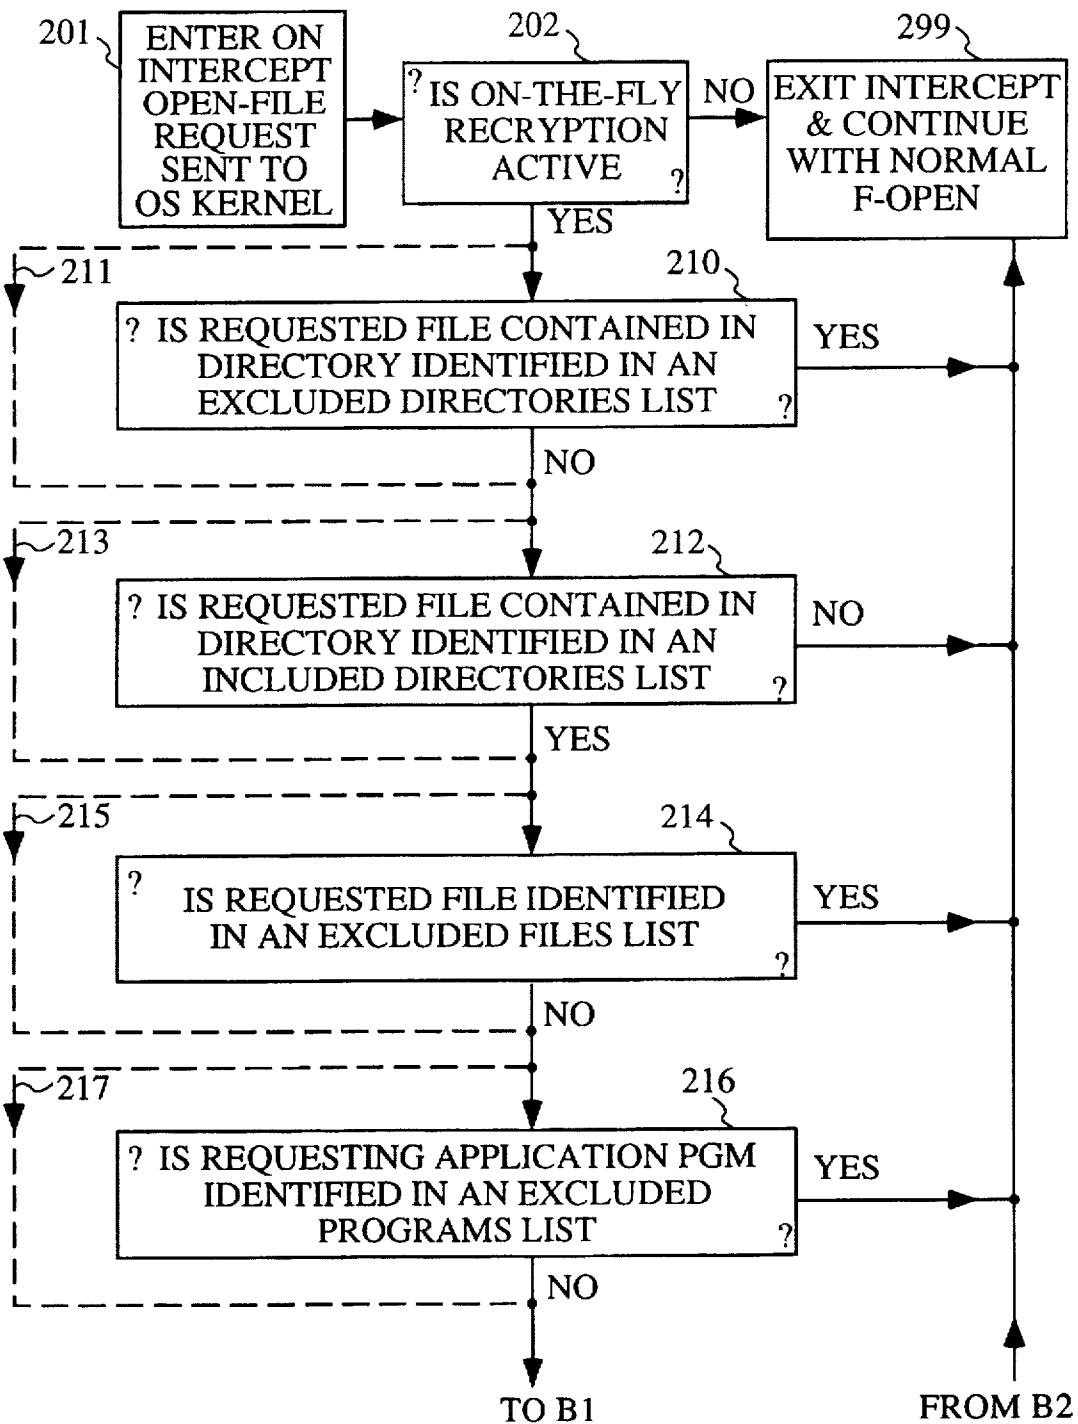 201
ENTER ON
INTERCEPT
OPEN-FILE
REQUEST
SENT TO
OS KERNEL
202
? IS ON-THE-FLY
RECRYPTION
ACTIVE ?
NO
YES
299
EXIT INTERCEPT
& CONTINUE
WITH NORMAL
F-OPEN
211
210
? IS REQUESTED FILE CONTAINED IN
DIRECTORY IDENTIFIED IN AN
EXCLUDED DIRECTORIES LIST ?
YES
NO
213
212
? IS REQUESTED FILE CONTAINED IN
DIRECTORY IDENTIFIED IN AN
INCLUDED DIRECTORIES LIST ?
NO
YES
215
214
?
IS REQUESTED FILE IDENTIFIED
IN AN EXCLUDED FILES LIST
?
YES
NO
217
216
? IS REQUESTING APPLICATION PGM
IDENTIFIED IN AN EXCLUDED
PROGRAMS LIST ?
YES
NO
TO B1
FROM B2